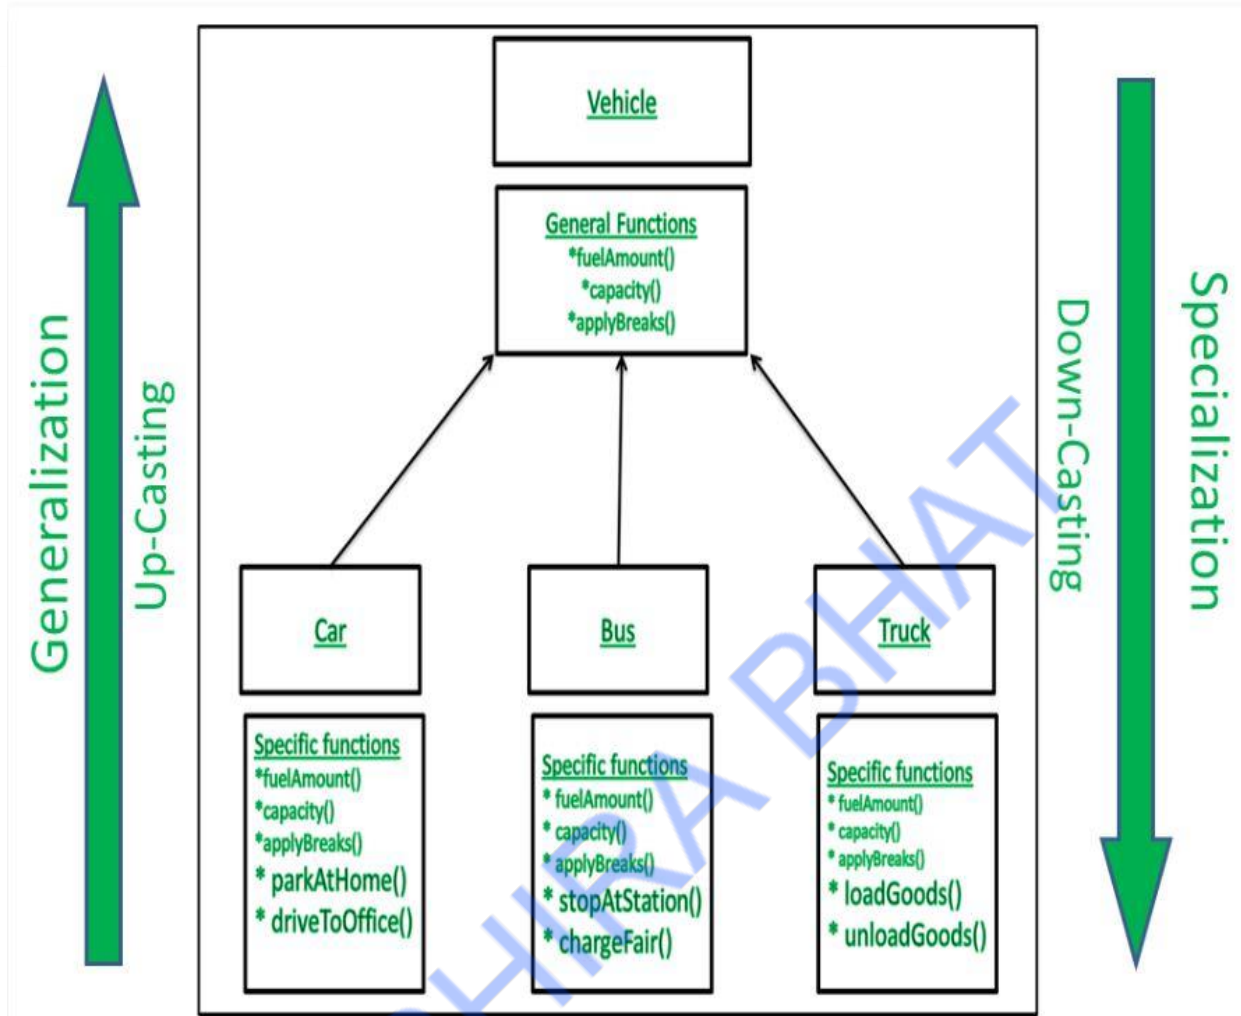 Vehicle
General Functions
*fuelAmount()
*capacity()
*applyBreaks()
Generalization
Up-Casting
Down-Casting
Specialization
Car
Specific functions
*fuelAmount()
*capacity()
*applyBreaks()
* parkAtHome()
* driveToOffice()
Bus
Specific functions
* fuelAmount()
* capacity()
* applyBreaks()
* stopAtStation()
* chargeFair()
Truck
Specific functions
* fuelAmount()
* capacity()
* applyBreaks()
* loadGoods()
* unloadGoods()
HIRA BHAT